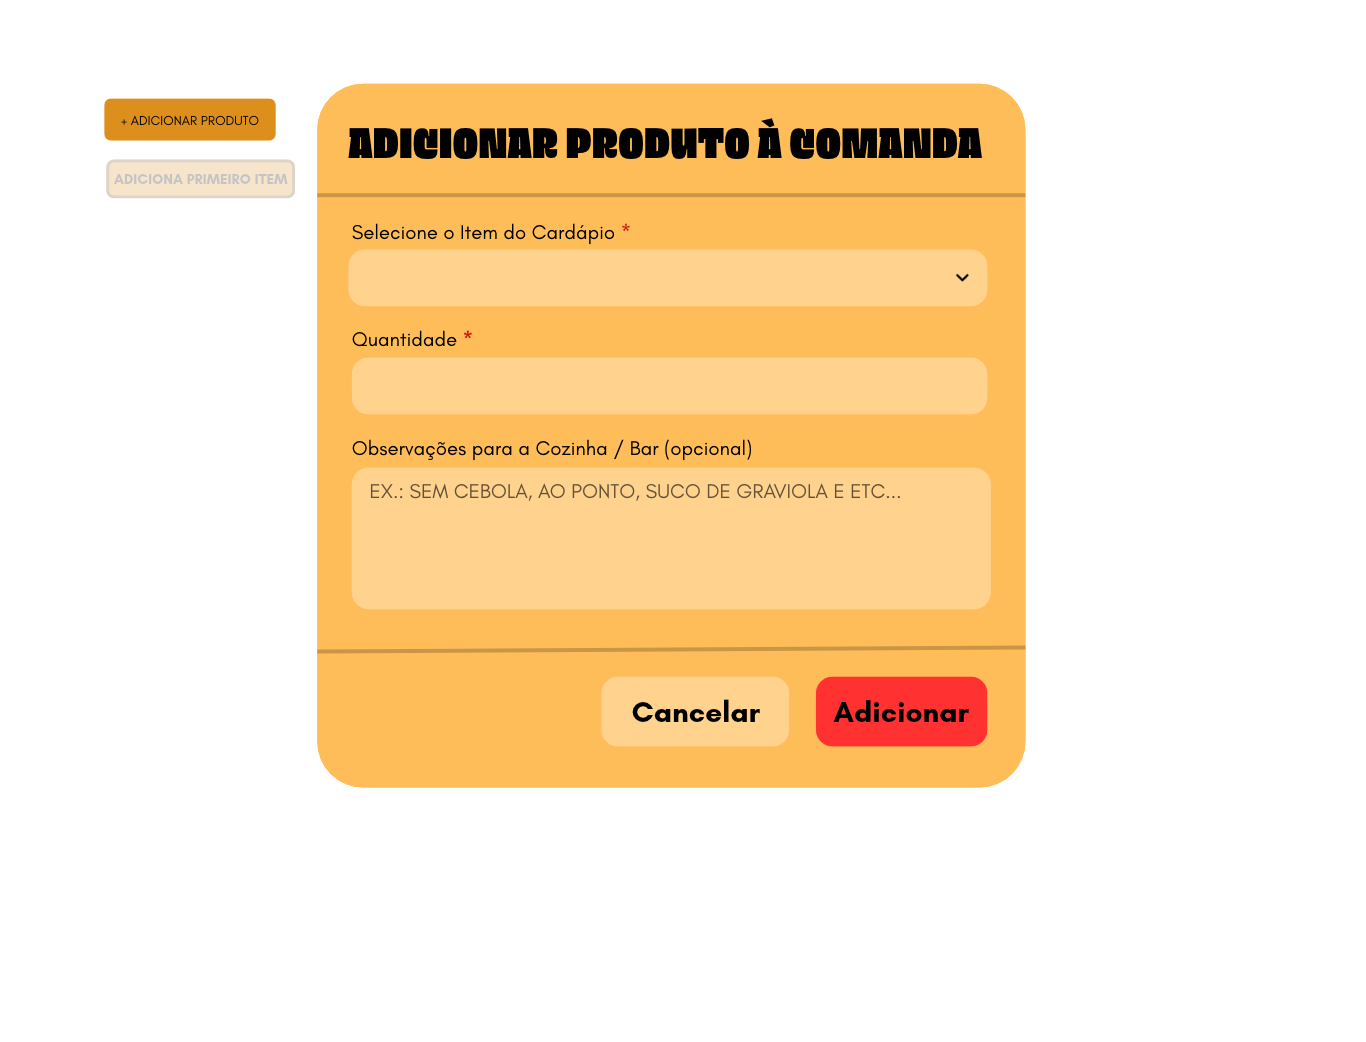 + ADICIONAR PRODUTO
ADICIONA PRIMEIRO ITEM
ADICIONAR PRODUTO À COMANDA
Selecione o Item do Cardápio *
Quantidade *
Observações para a Cozinha / Bar (opcional)
EX.: SEM CEBOLA, AO PONTO, SUCO DE GRAVIOLA E ETC...
Cancelar
Adicionar